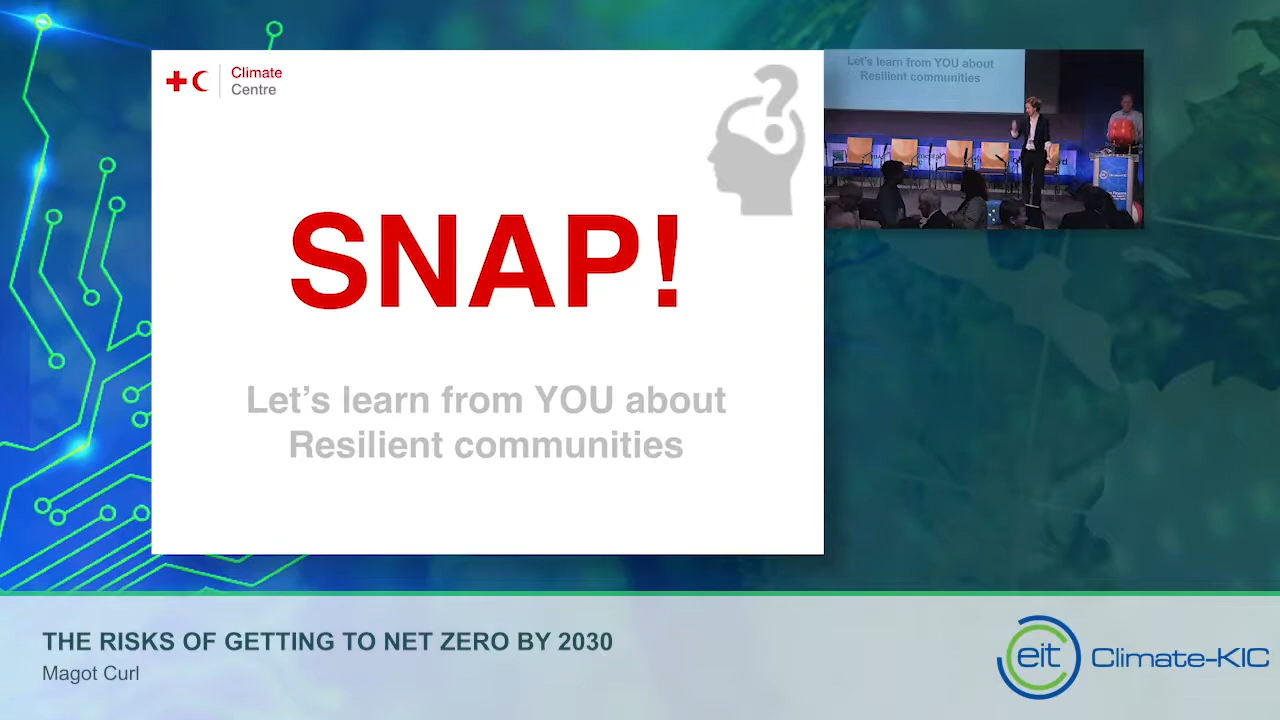 Climate
Centre
SNAP!
Let's learn from YOU about
Resilient communities
Let's learn from YOU about
Resilient communities
THE RISKS OF GETTING TO NET ZERO BY 2030
Magot Curl
eit Climate-KIC